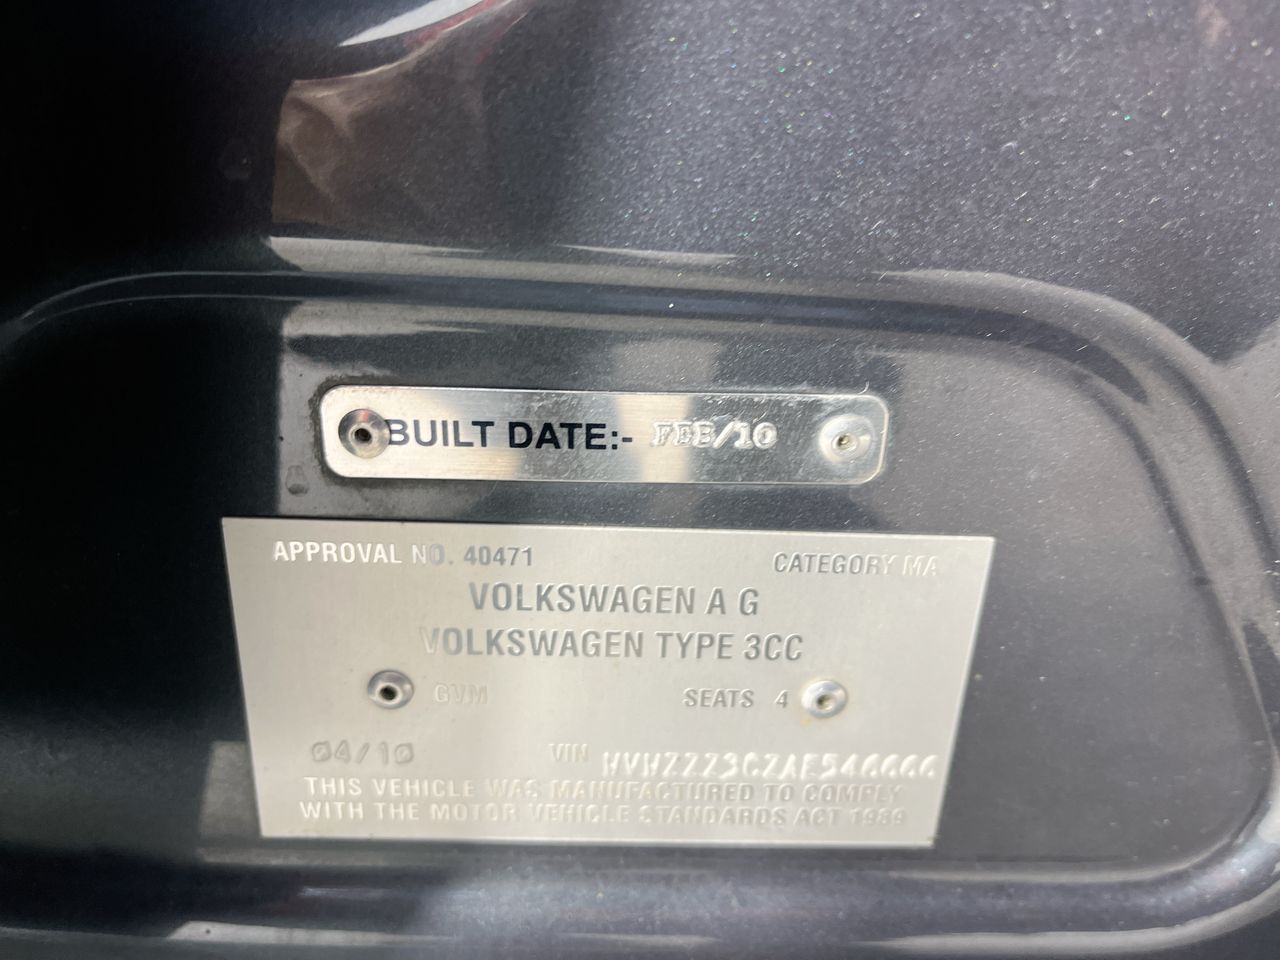 BUILT DATE:- FEB/10
APPROVAL NO. 40471 CATEGORY MA
VOLKSWAGEN A G
VOLKSWAGEN TYPE 3CC
GVM SEATS 4
04/10 VIN WVWZZZ3CZAE546666
THIS VEHICLE WAS MANUFACTURED TO COMPLY
WITH THE MOTOR VEHICLE STANDARDS ACT 1989